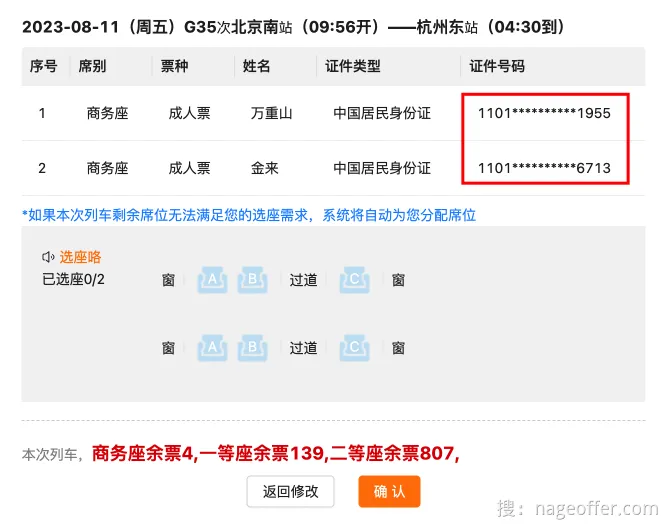 2023-08-11（周五）G35次北京南站（09:56开）——杭州东站（04:30到）
序号 席别 票种 姓名 证件类型 证件号码
1 商务座 成人票 万重山 中国居民身份证 1101**********1955
2 商务座 成人票 金来 中国居民身份证 1101**********6713
*如果本次列车剩余席位无法满足您的选座需求，系统将自动为您分配席位
选座咯
已选座0/2 窗 A B 过道 C 窗
窗 A B 过道 C 窗
本次列车，商务座余票4,一等座余票139,二等座余票807,
返回修改 确认
搜：nageoffer.com